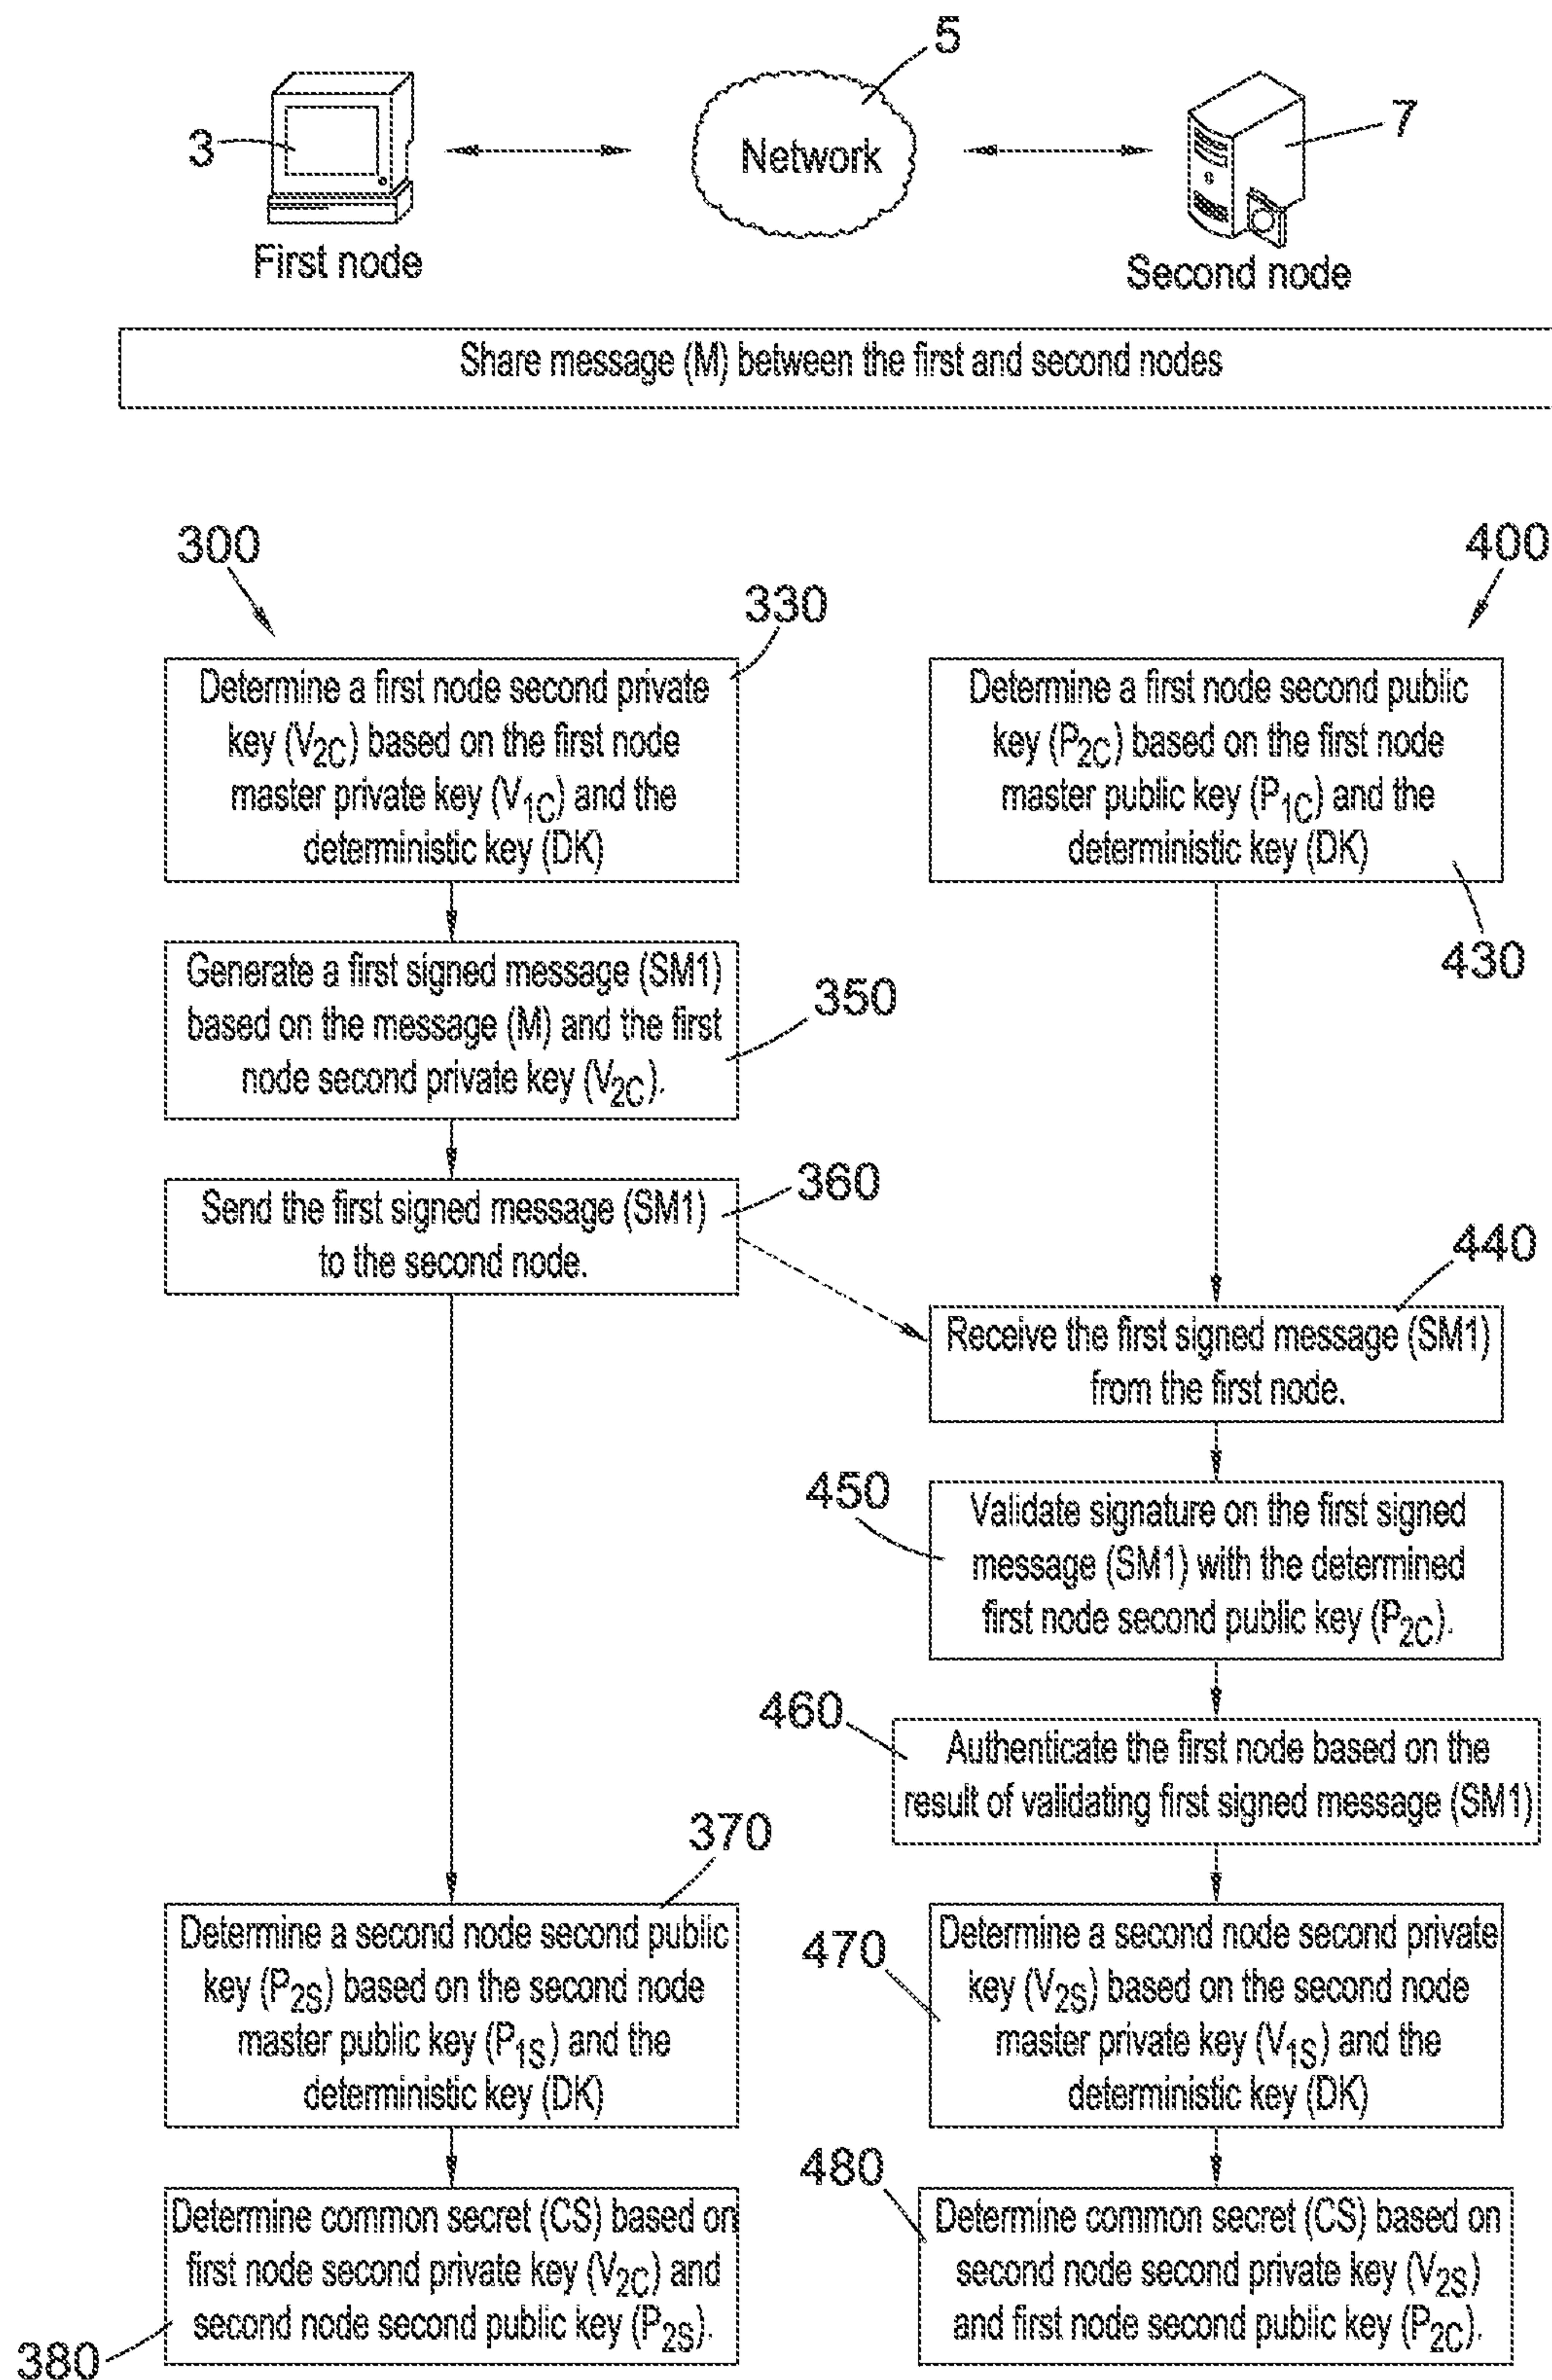 5
3
Network
7
First node
Second node
Share message (M) between the first and second nodes
300
400
330
Determine a first node second private
key (V2C) based on the first node
master private key (V1C) and the
deterministic key (DK)
Determine a first node second public
key (P2C) based on the first node
master public key (P1C) and the
deterministic key (DK)
430
Generate a first signed message (SM1)
based on the message (M) and the first
node second private key (V2C).
350
Send the first signed message (SM1)
to the second node.
360
440
Receive the first signed message (SM1)
from the first node.
450
Validate signature on the first signed
message (SM1) with the determined
first node second public key (P2C).
460
Authenticate the first node based on the
result of validating first signed message (SM1)
370
Determine a second node second public
key (P2S) based on the second node
master public key (P1S) and the
deterministic key (DK)
470
Determine a second node second private
key (V2S) based on the second node
master private key (V1S) and the
deterministic key (DK)
Determine common secret (CS) based on
first node second private key (V2C) and
second node second public key (P2S).
380
480
Determine common secret (CS) based on
second node second private key (V2S)
and first node second public key (P2C).